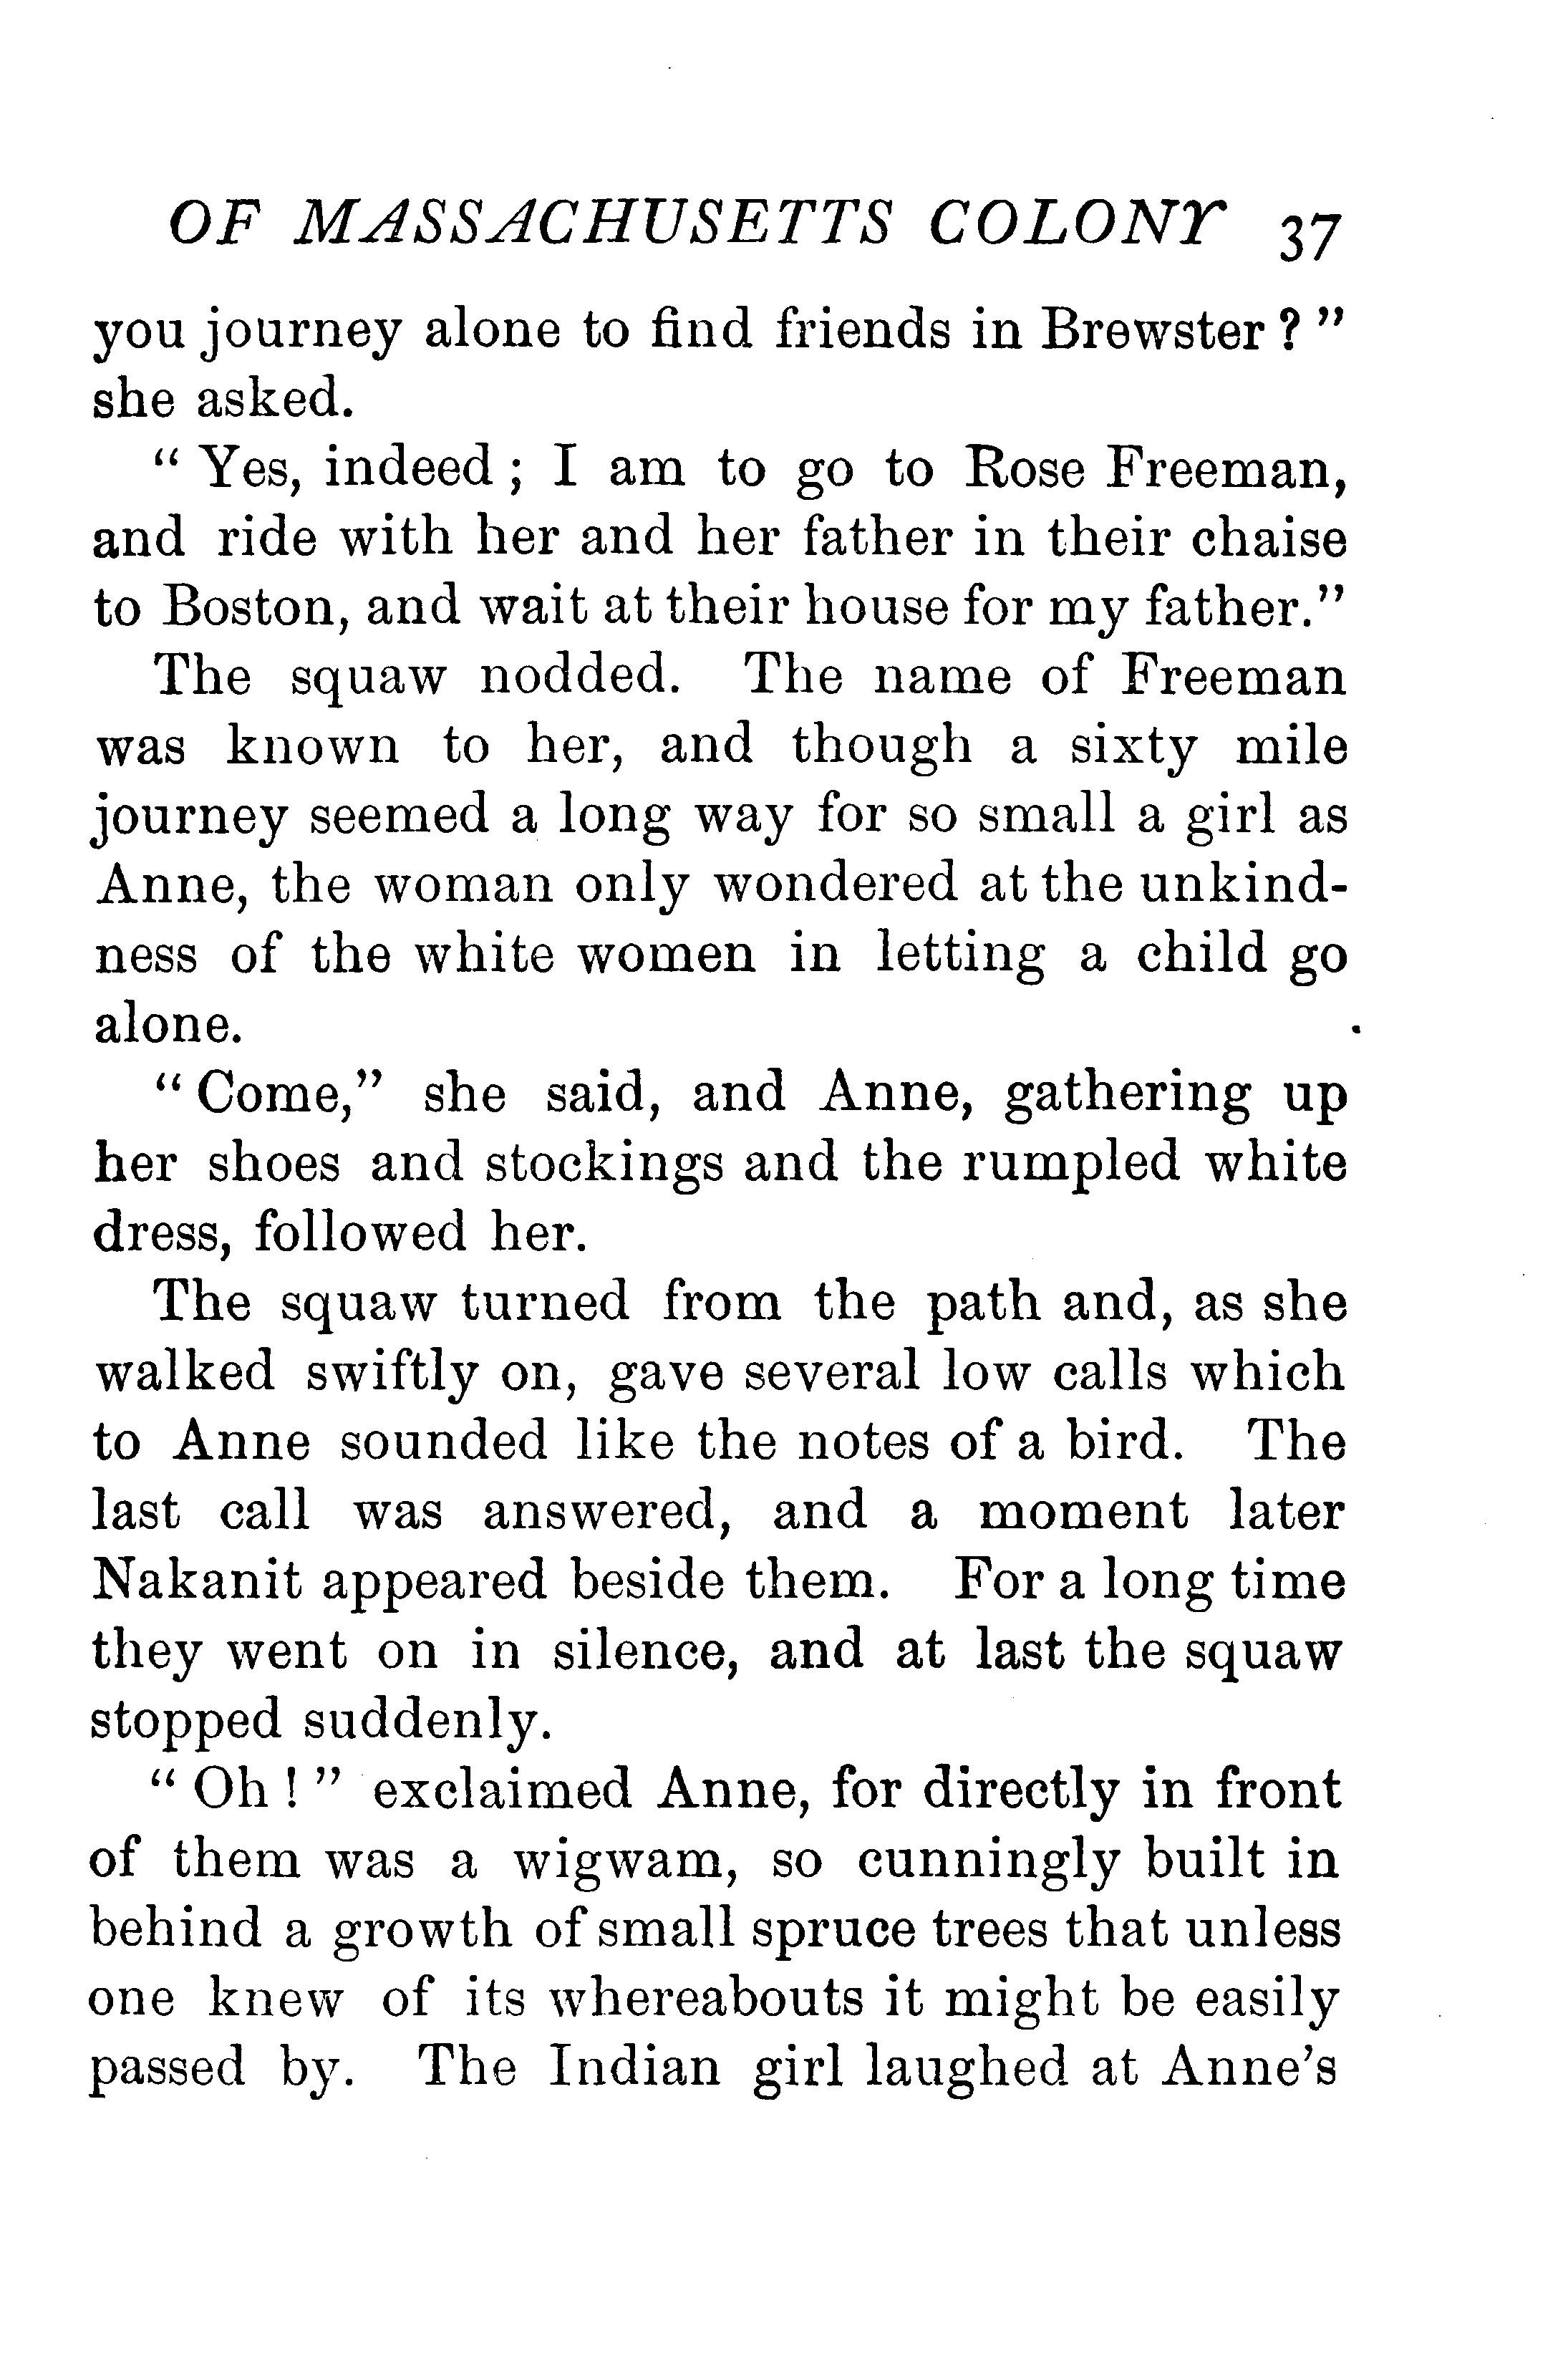 OF MASSACHUSETTS COLONY 37
you journey alone to find friends in Brewster ? "
she asked.
" Yes, indeed ; I am to go to Rose Freeman,
and ride with her and her father in their chaise
to Boston, and wait at their house for my father."
The squaw nodded. The name of Freeman
was known to her, and though a sixty mile
journey seemed a long way for so small a girl as
Anne, the woman only wondered at the unkind-
ness of the white women in letting a child go
alone.
" Come," she said, and Anne, gathering up
her shoes and stockings and the rumpled white
dress, followed her.
The squaw turned from the path and, as she
walked swiftly on, gave several low calls which
to Anne sounded like the notes of a bird. The
last call was answered, and a moment later
Nakanit appeared beside them. For a long time
they went on in silence, and at last the squaw
stopped suddenly.
" Oh ! " exclaimed Anne, for directly in front
of them was a wigwam, so cunningly built in
behind a growth of small spruce trees that unless
one knew of its whereabouts it might be easily
passed by. The Indian girl laughed at Anne's